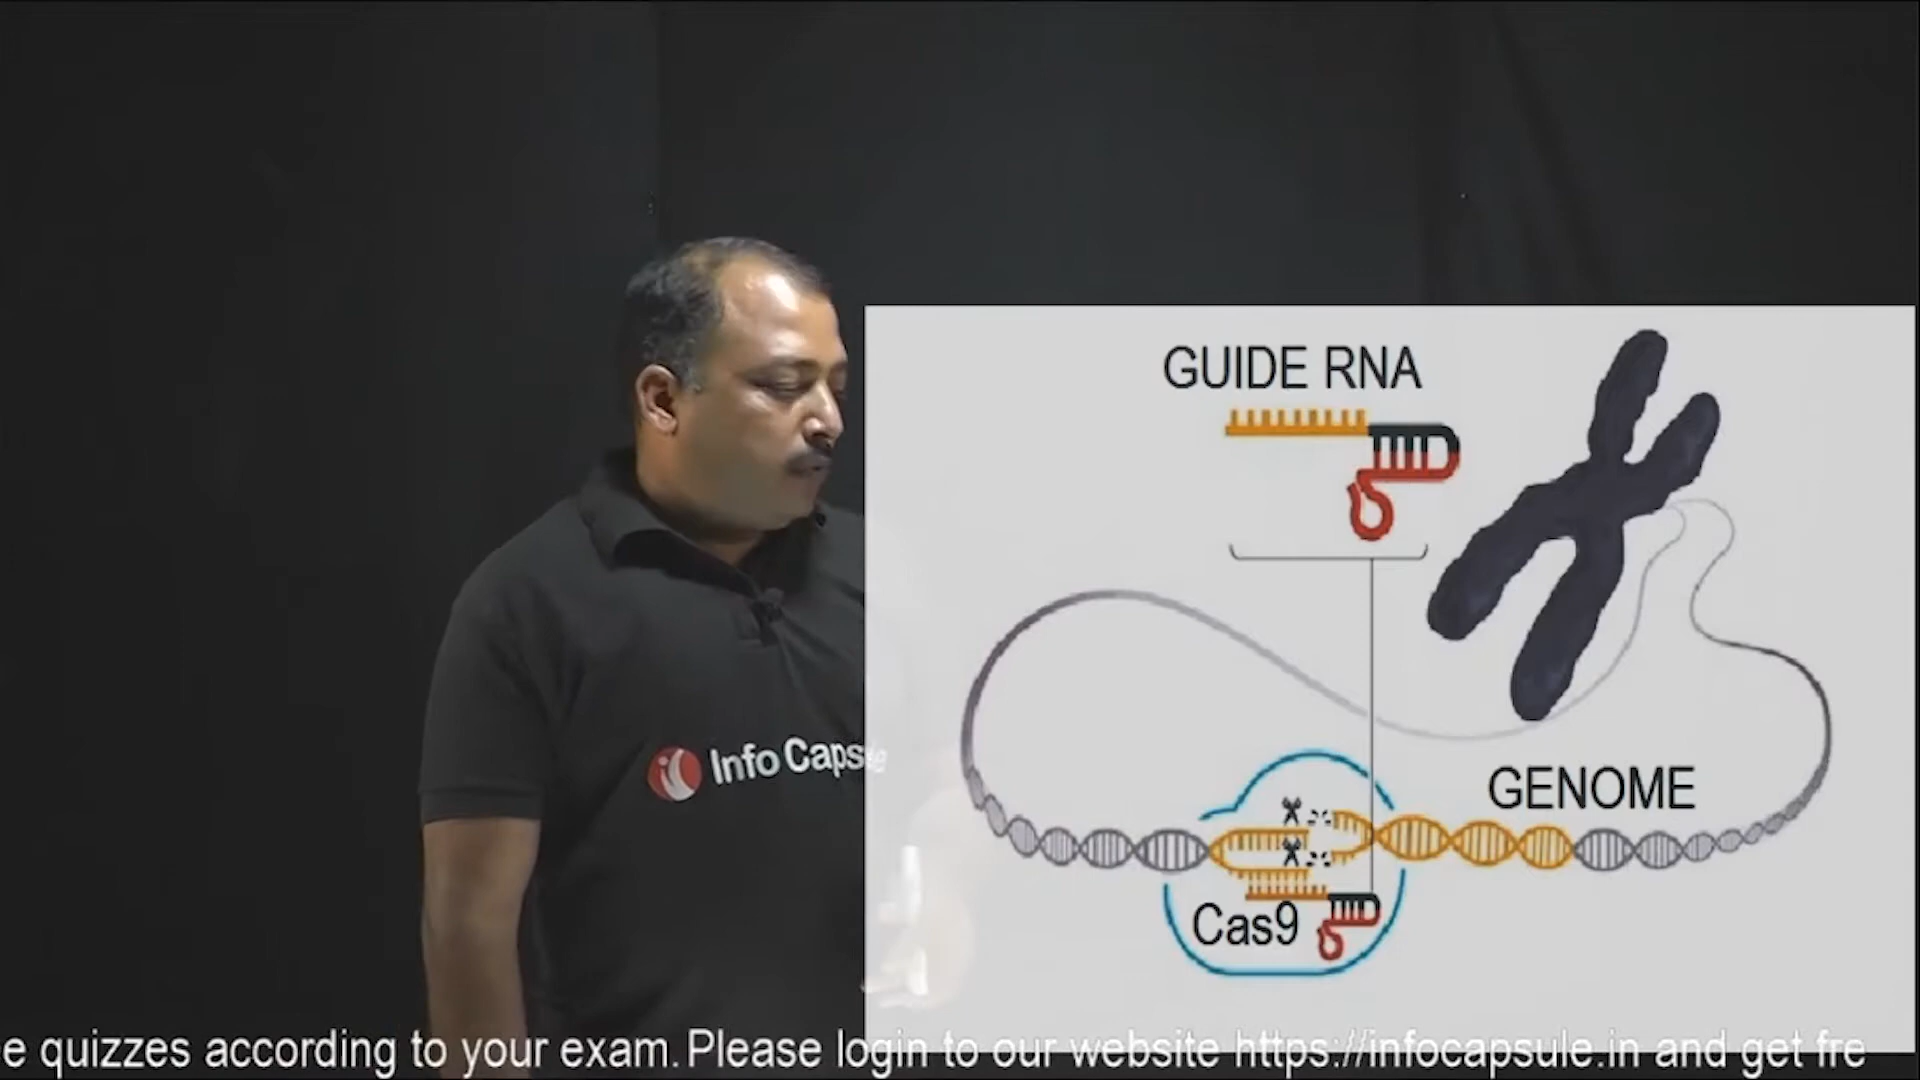 GUIDE RNA
Info Capsule
GENOME
Cas9
e quizzes according to your exam. Please login to our website https://infocapsule.in and get fre